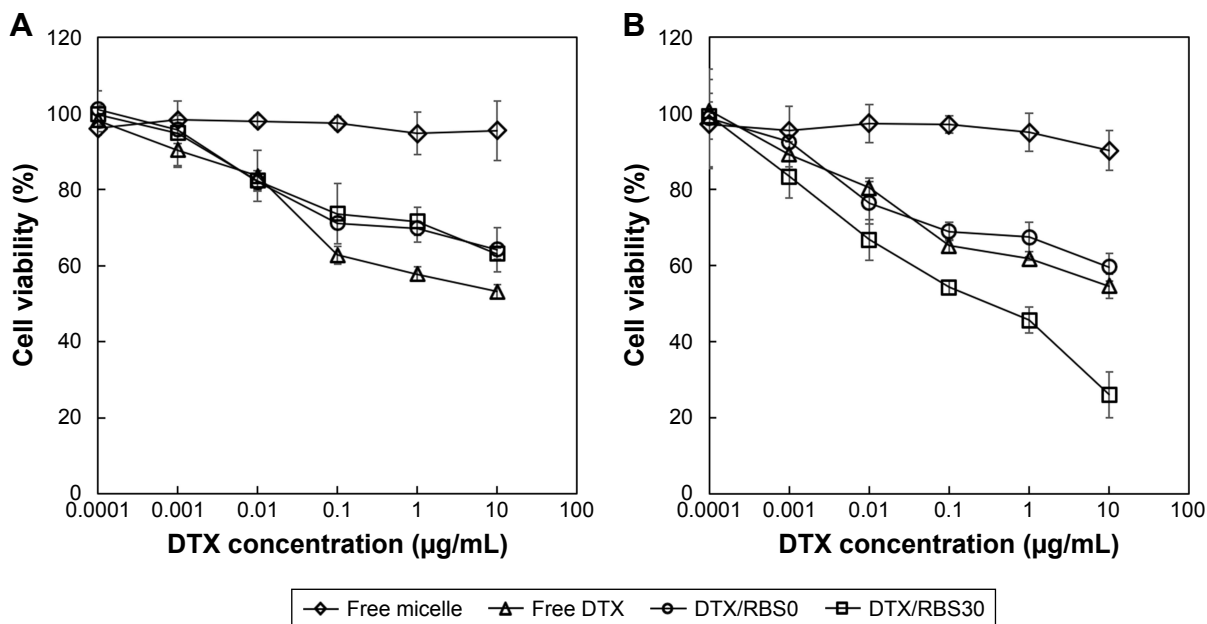 A
120
100
80
60
40
20
0
Cell viability (%)
0.0001 0.001 0.01 0.1 1 10 100
DTX concentration (µg/mL)
B
120
100
80
60
40
20
0
Cell viability (%)
0.0001 0.001 0.01 0.1 1 10 100
DTX concentration (µg/mL)
Free micelle Free DTX DTX/RBS0 DTX/RBS30